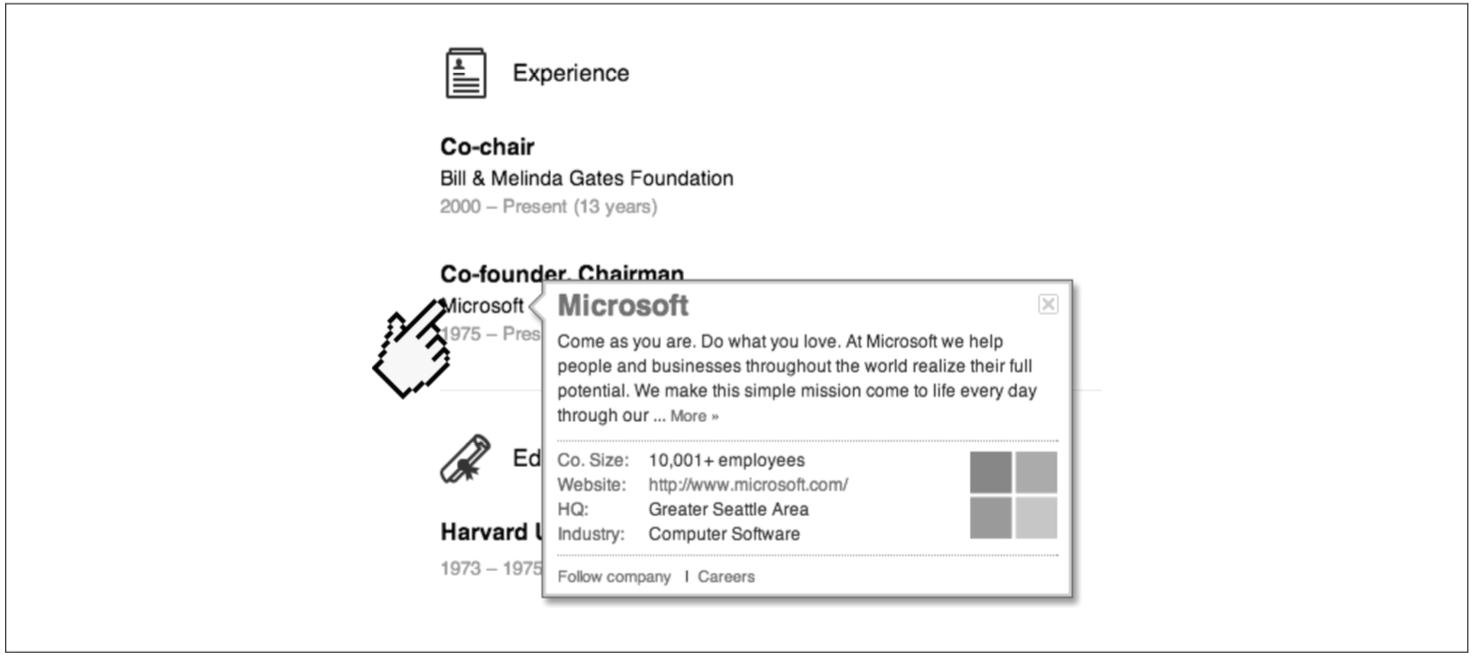 Experience
Co-chair
Bill & Melinda Gates Foundation
2000 – Present (13 years)
Co-founder, Chairman
Microsoft
1975 – Pres
Microsoft
Come as you are. Do what you love. At Microsoft we help
people and businesses throughout the world realize their full
potential. We make this simple mission come to life every day
through our ... More »
Co. Size: 10,001+ employees
Website: http://www.microsoft.com/
HQ: Greater Seattle Area
Industry: Computer Software
Follow company | Careers
Ed
Harvard U
1973 – 1975